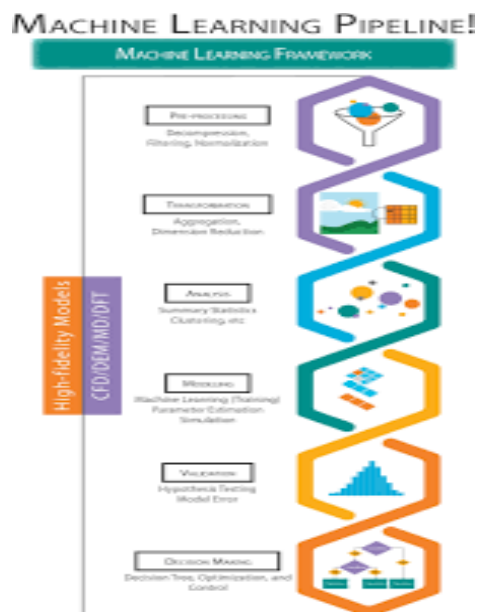 MACHINE LEARNING PIPELINE!
MACHINE LEARNING FRAMEWORK
PRE-PROCESSING
Decompression,
Filtering, Normalization
TRANSFORMATION
Aggregation,
Dimension Reduction
ANALYSIS
Summary Statistics
Clustering, etc
High-fidelity Models
CFD/DEM/MD/DFT
MODELLING
Machine Learning (Training)
Parameter Estimation
Simulation
VALIDATION
Hypothesis Testing
Model Error
DECISION MAKING
Decision Tree, Optimization, and
Control